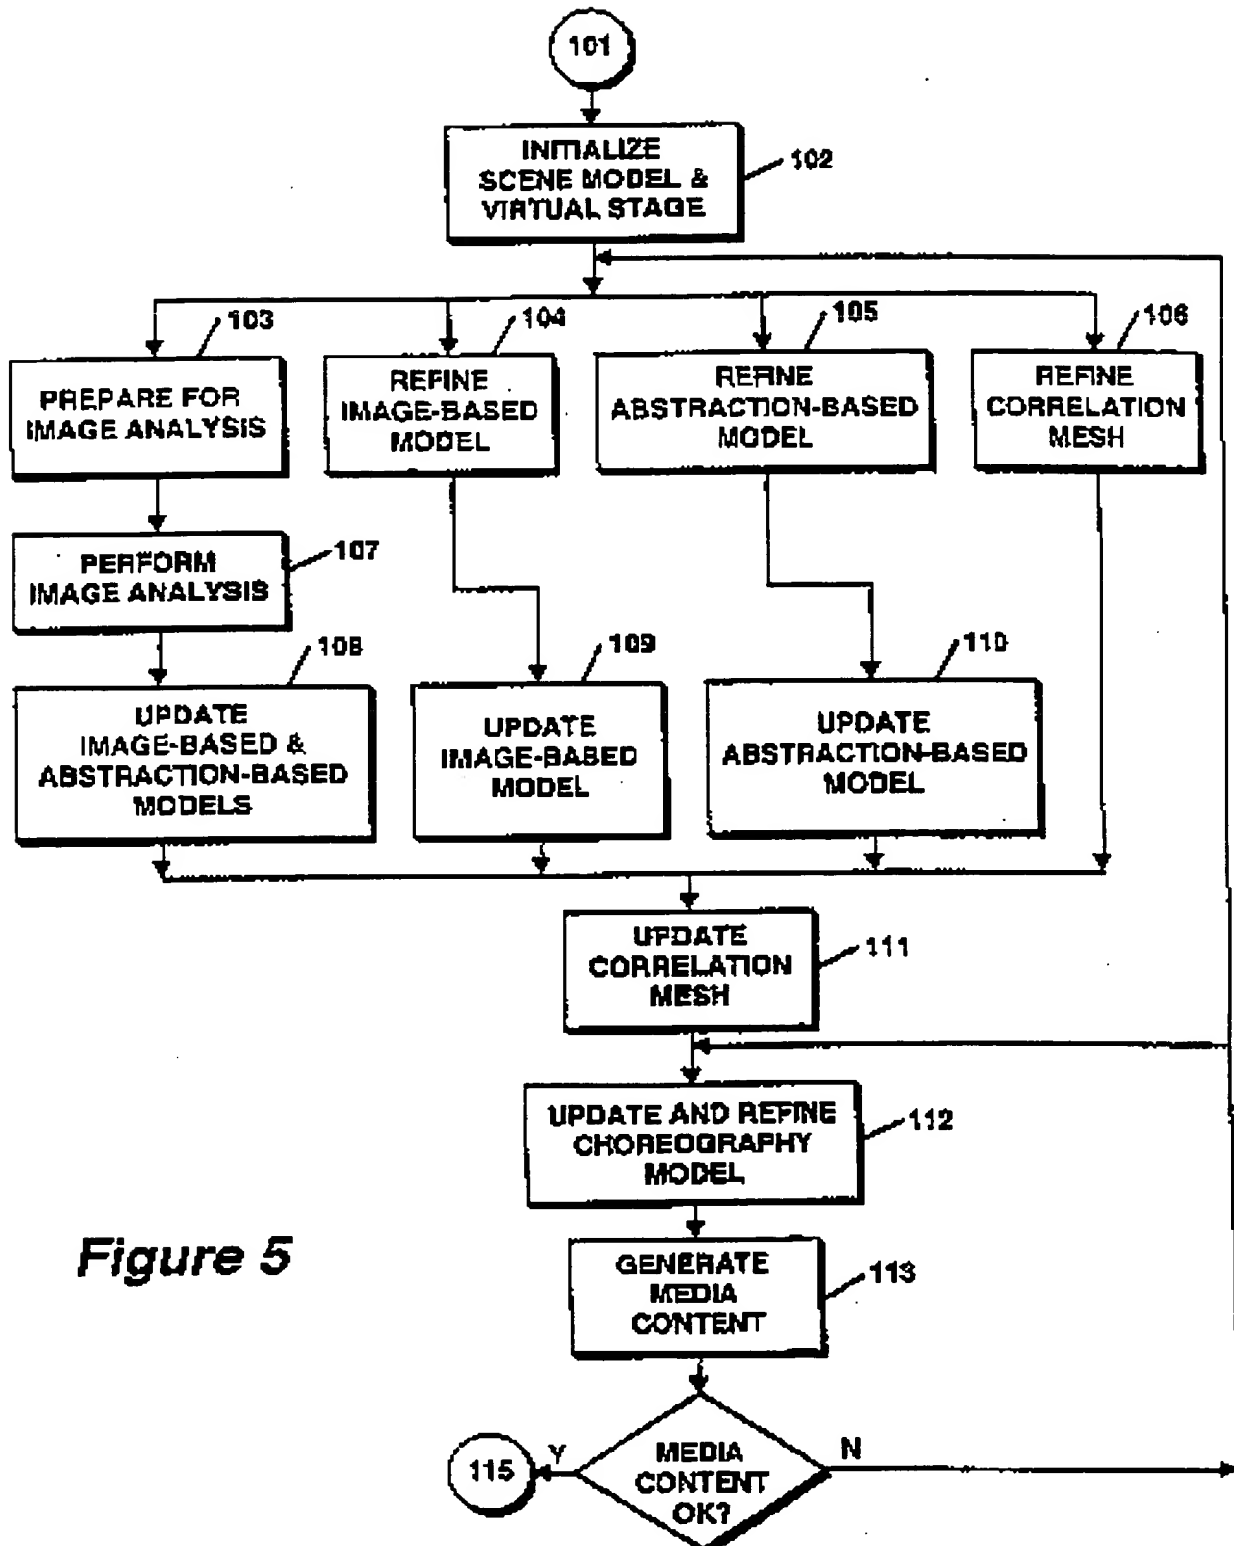 101
INITIALIZE
SCENE MODEL &
VIRTUAL STAGE
102
103
104
105
106
PREPARE FOR
IMAGE ANALYSIS
REFINE
IMAGE-BASED
MODEL
REFINE
ABSTRACTION-BASED
MODEL
REFINE
CORRELATION
MESH
PERFORM
IMAGE ANALYSIS
107
108
109
110
UPDATE
IMAGE-BASED &
ABSTRACTION-BASED
MODELS
UPDATE
IMAGE-BASED
MODEL
UPDATE
ABSTRACTION-BASED
MODEL
UPDATE
CORRELATION
MESH
111
UPDATE AND REFINE
CHOREOGRAPHY
MODEL
112
Figure 5
GENERATE
MEDIA
CONTENT
113
115
Y
MEDIA
CONTENT
OK?
N